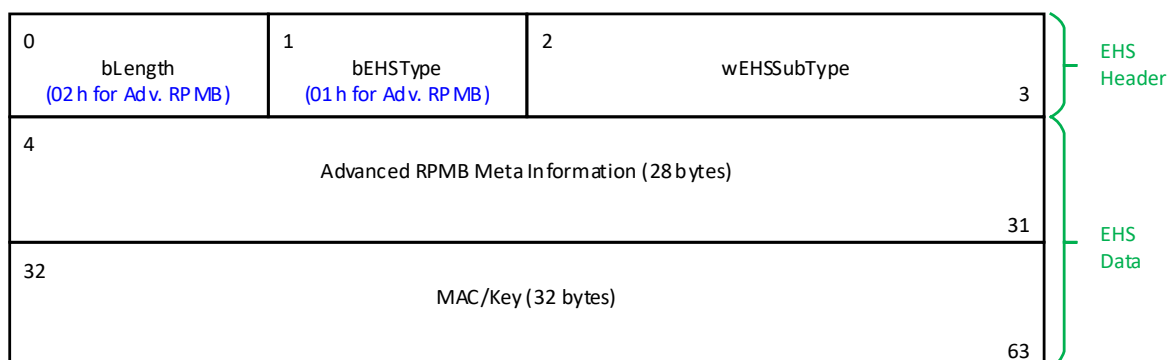 0
bLength
(02h for Adv. RPMB)
1
bEHSType
(01h for Adv. RPMB)
2
wEHSSubType
3
EHS
Header
4
Advanced RPMB Meta Information (28 bytes)
31
32
MAC/Key (32 bytes)
63
EHS
Data